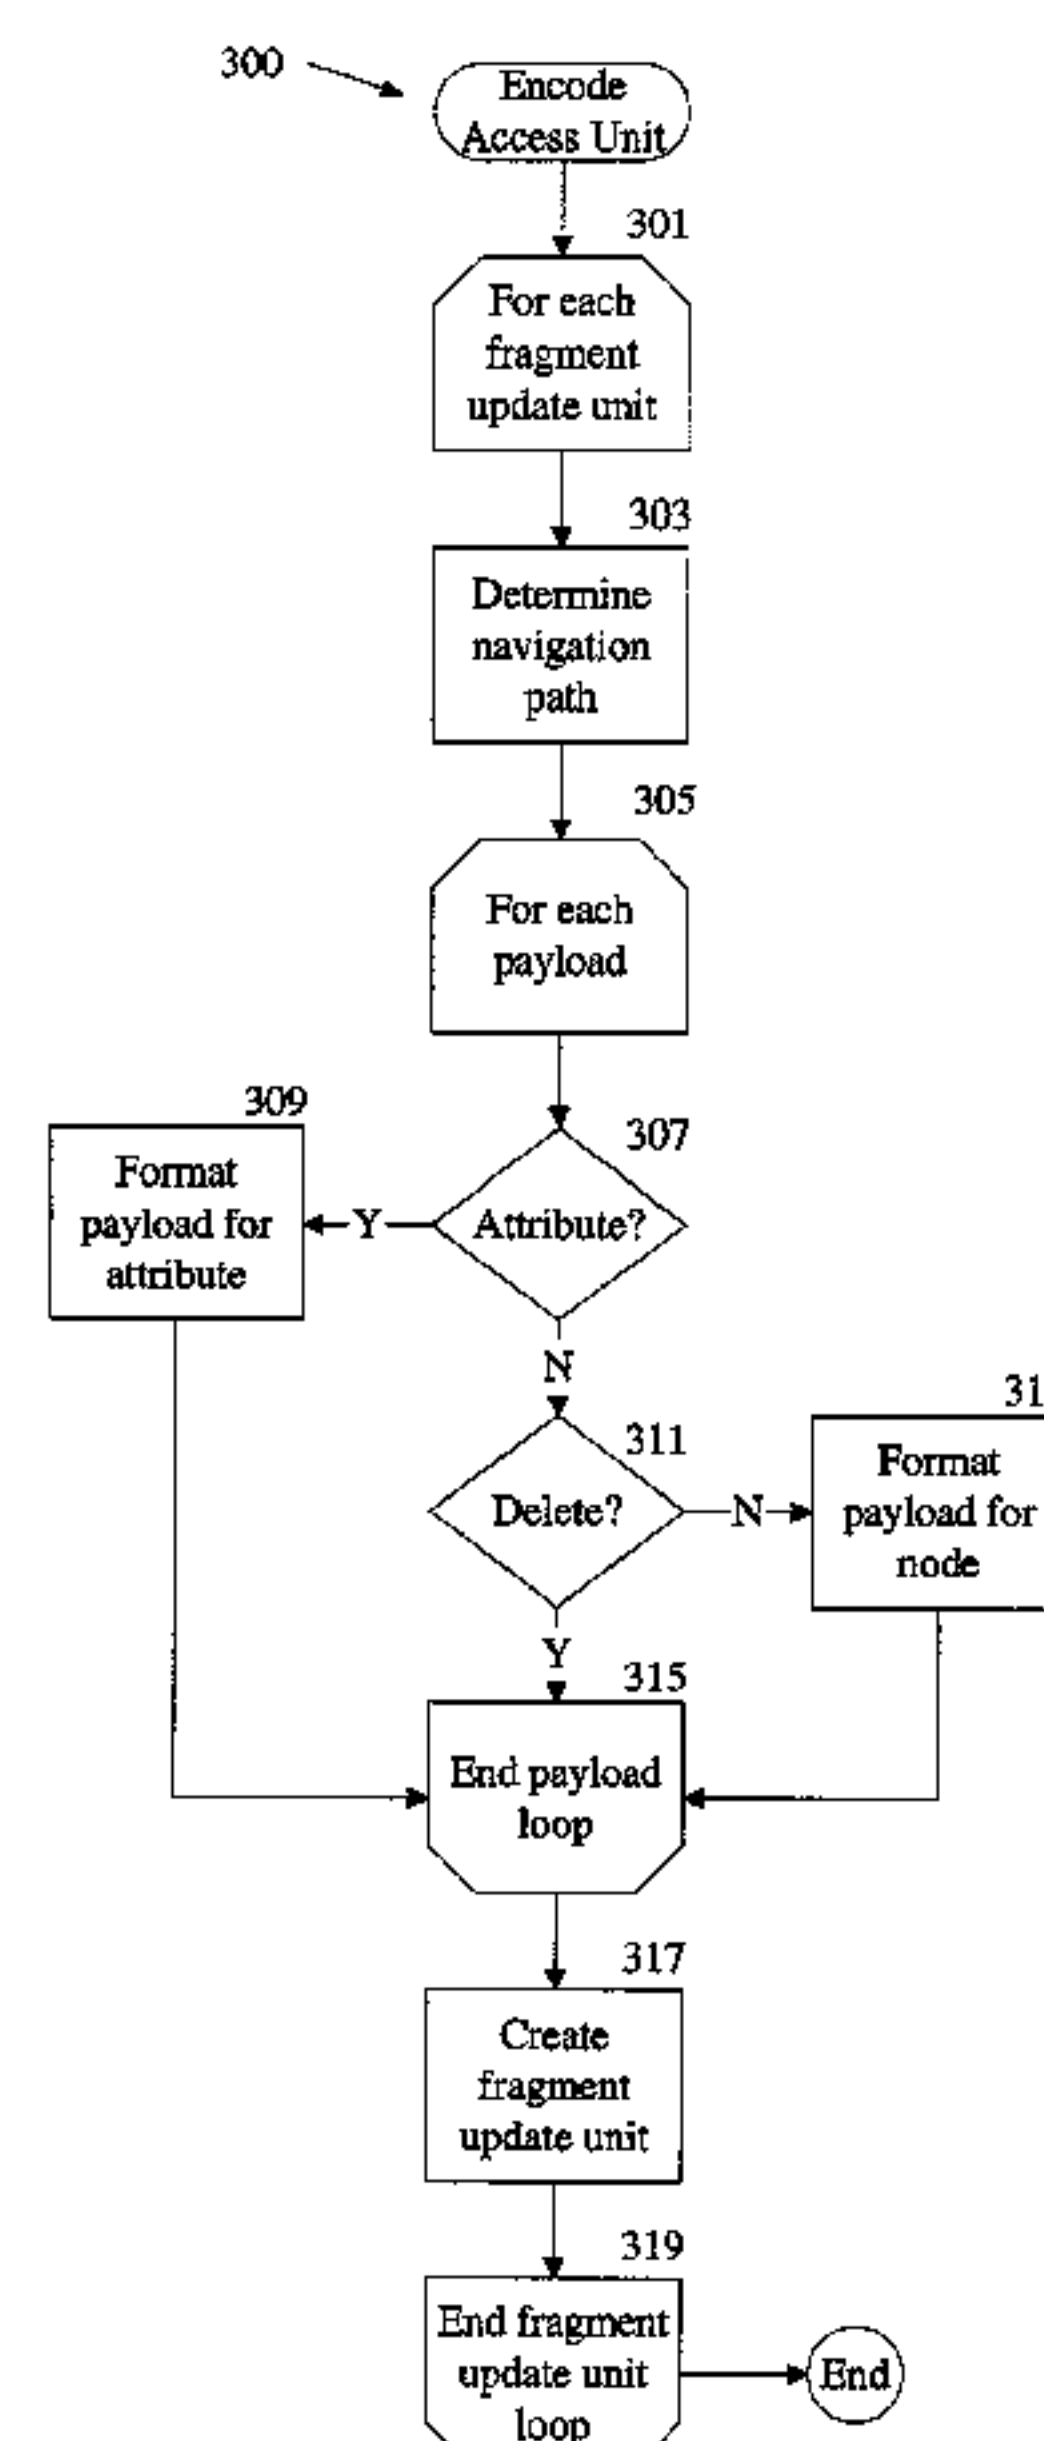 300
Encode
Access Unit
301
For each
fragment
update unit
303
Determine
navigation
path
305
For each
payload
309
Format
payload for
attribute
307
Attribute?
Y
N
311
Delete?
N
31
Format
payload for
node
Y
315
End payload
loop
317
Create
fragment
update unit
319
End fragment
update unit
loop
End